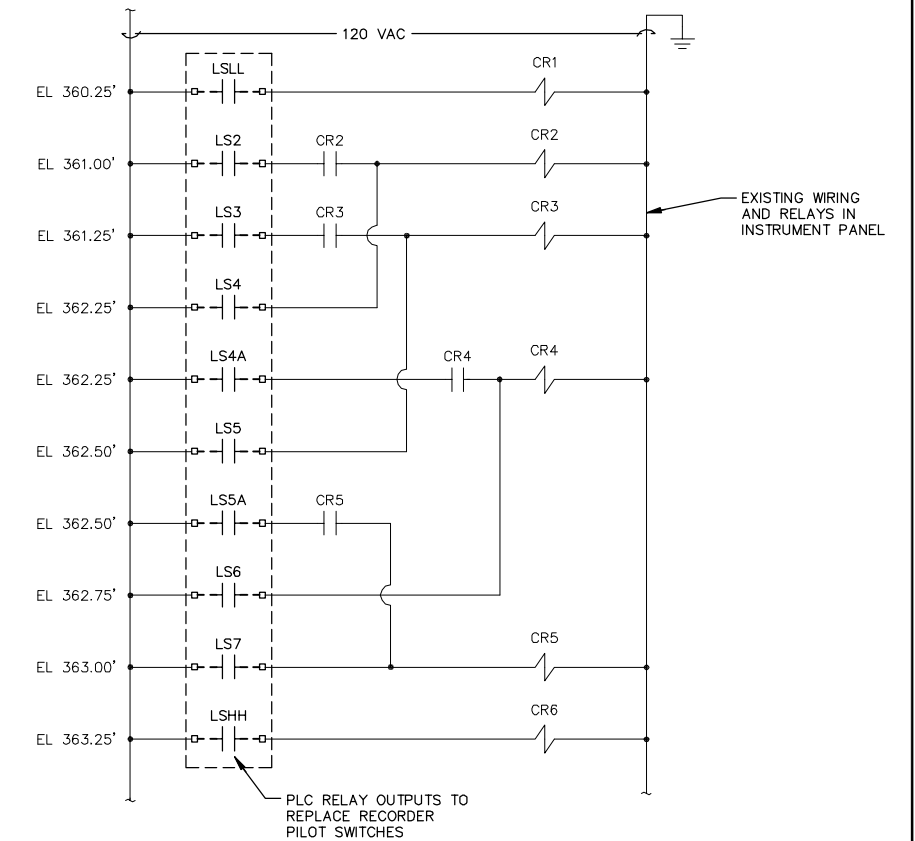 120 VAC
LSLL
CR1
EL 360.25'
LS2
CR2
CR2
EL 361.00'
LS3
CR3
CR3
EL 361.25'
EXISTING WIRING
AND RELAYS IN
INSTRUMENT PANEL
LS4
EL 362.25'
LS4A
CR4
CR4
EL 362.25'
LS5
EL 362.50'
LS5A
CR5
EL 362.50'
LS6
EL 362.75'
LS7
CR5
EL 363.00'
LSHH
CR6
EL 363.25'
PLC RELAY OUTPUTS TO
REPLACE RECORDER
PILOT SWITCHES